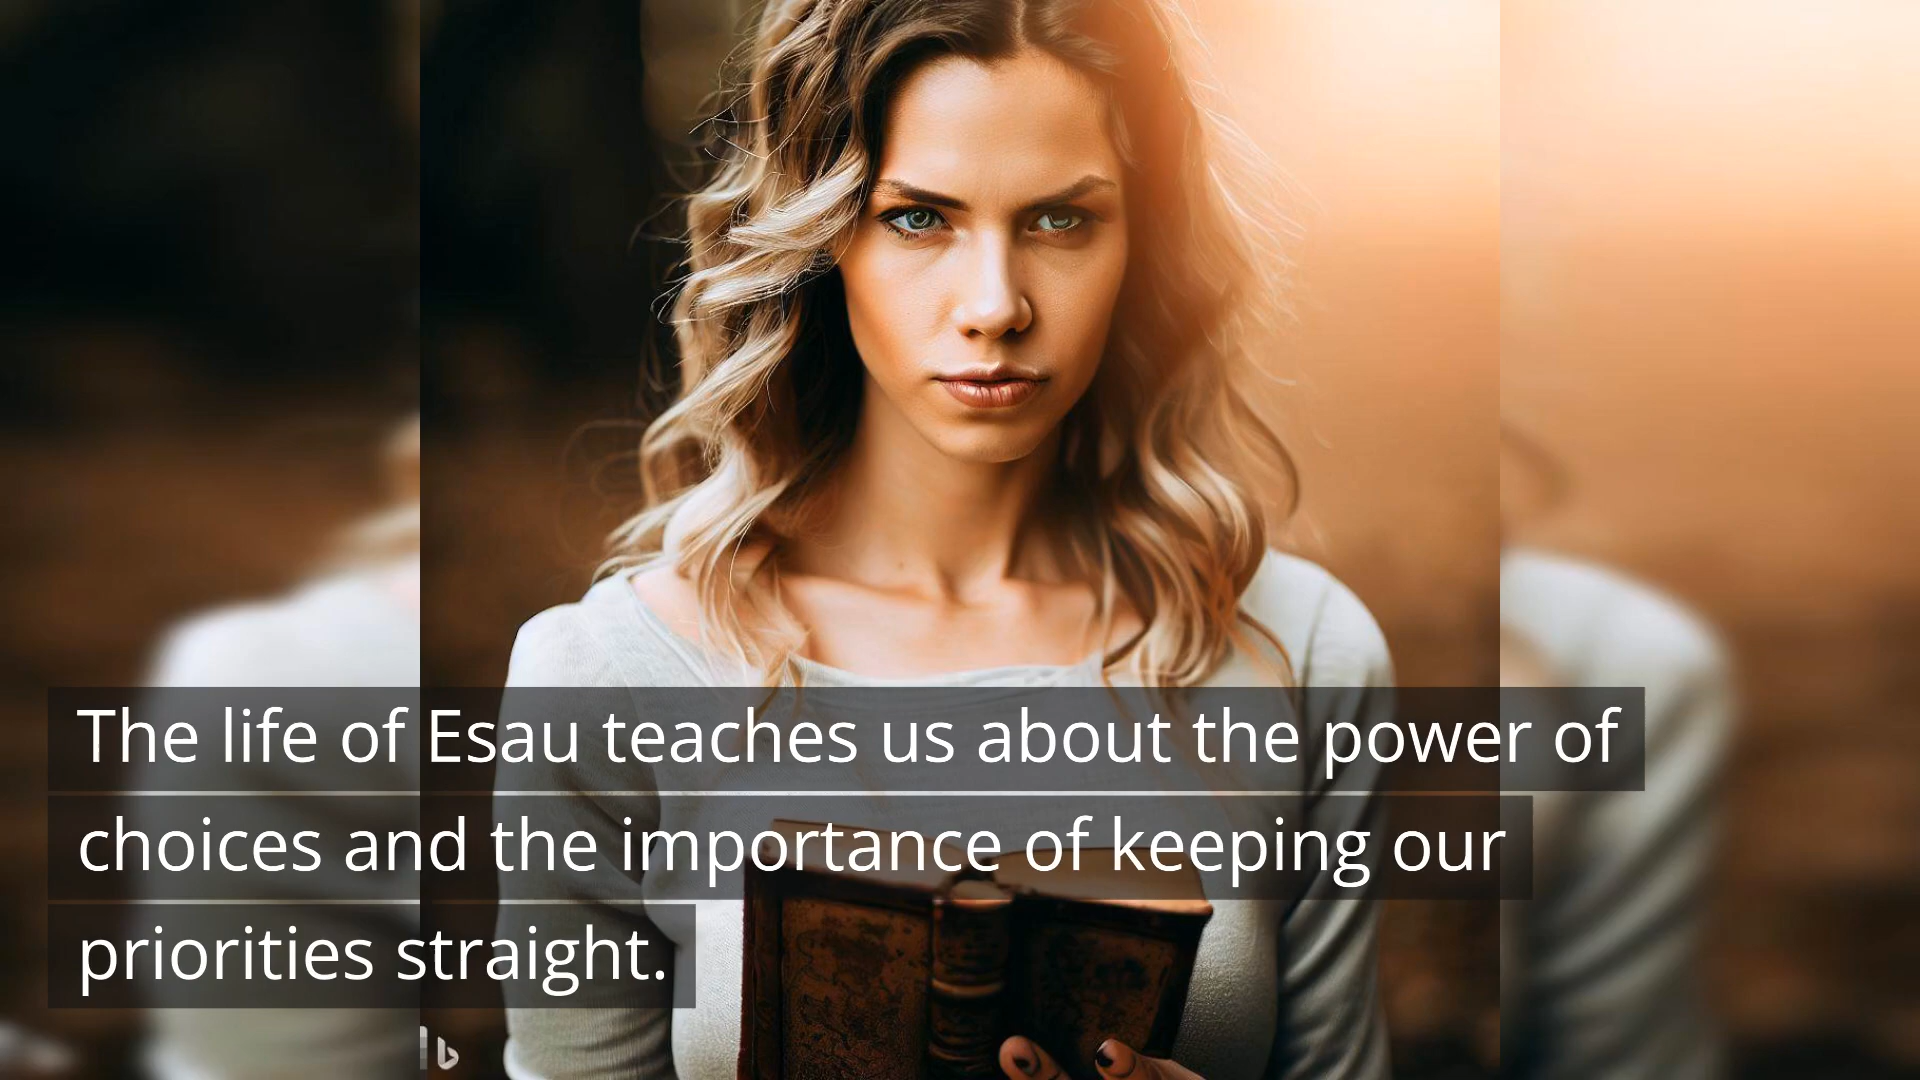 The life of Esau teaches us about the power of
choices and the importance of keeping our
priorities straight.